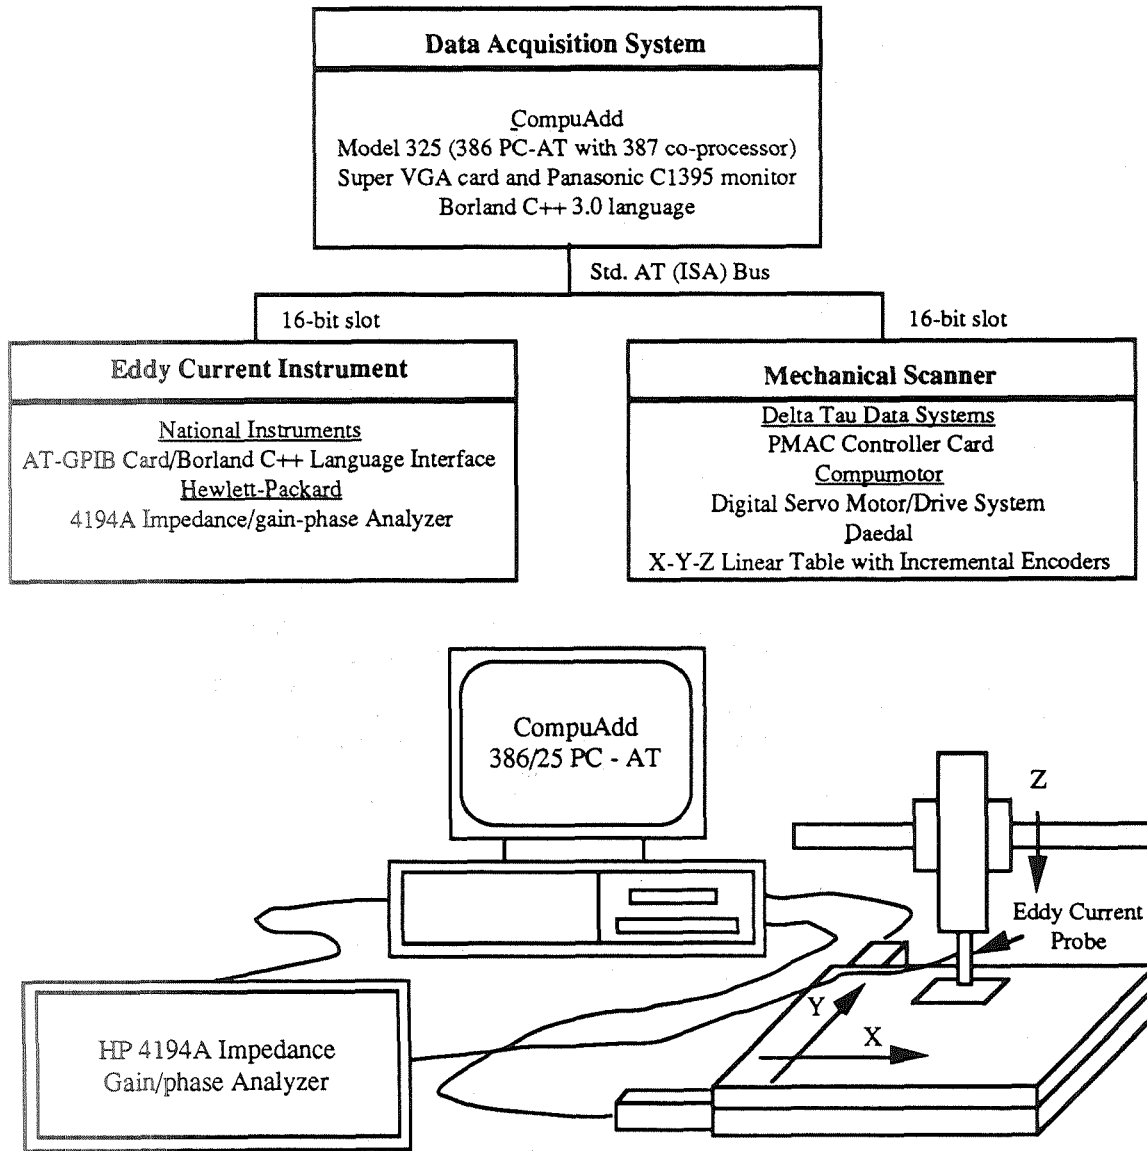 Data Acquisition System
CompuAdd
Model 325 (386 PC-AT with 387 co-processor)
Super VGA card and Panasonic C1395 monitor
Borland C++ 3.0 language
Std. AT (ISA) Bus
16-bit slot
16-bit slot
Eddy Current Instrument
National Instruments
AT-GPIB Card/Borland C++ Language Interface
Hewlett-Packard
4194A Impedance/gain-phase Analyzer
Mechanical Scanner
Delta Tau Data Systems
PMAC Controller Card
Compumotor
Digital Servo Motor/Drive System
Daedal
X-Y-Z Linear Table with Incremental Encoders
CompuAdd
386/25 PC - AT
Z
Eddy Current
Probe
Y
X
HP 4194A Impedance
Gain/phase Analyzer